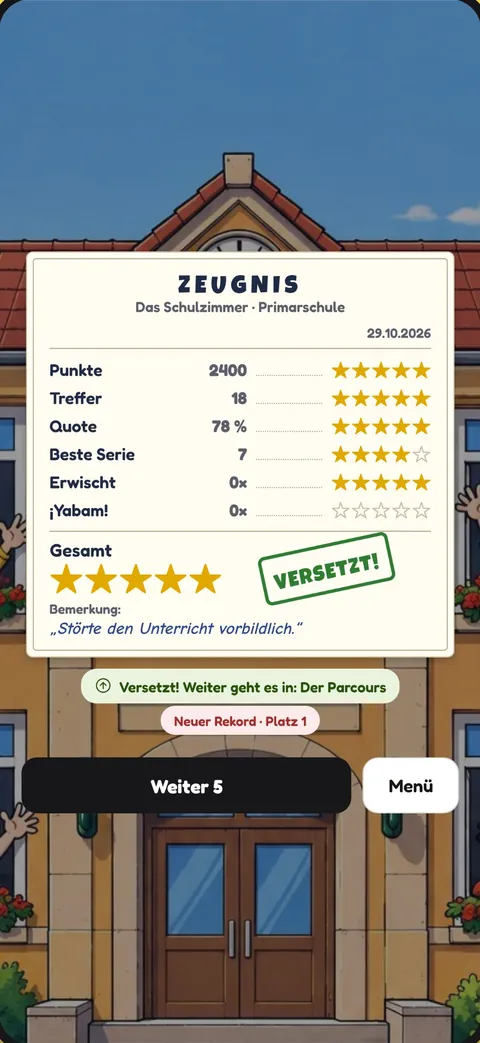 ZEUGNIS
Das Schulzimmer · Primarschule
29.10.2026
Punkte 2400
Treffer 18
Quote 78 %
Beste Serie 7
Erwischt 0×
¡Yabam! 0×
Gesamt
VERSETZT!
Bemerkung:
„Störte den Unterricht vorbildlich.“
Versetzt! Weiter geht es in: Der Parcours
Neuer Rekord · Platz 1
Weiter 5
Menü